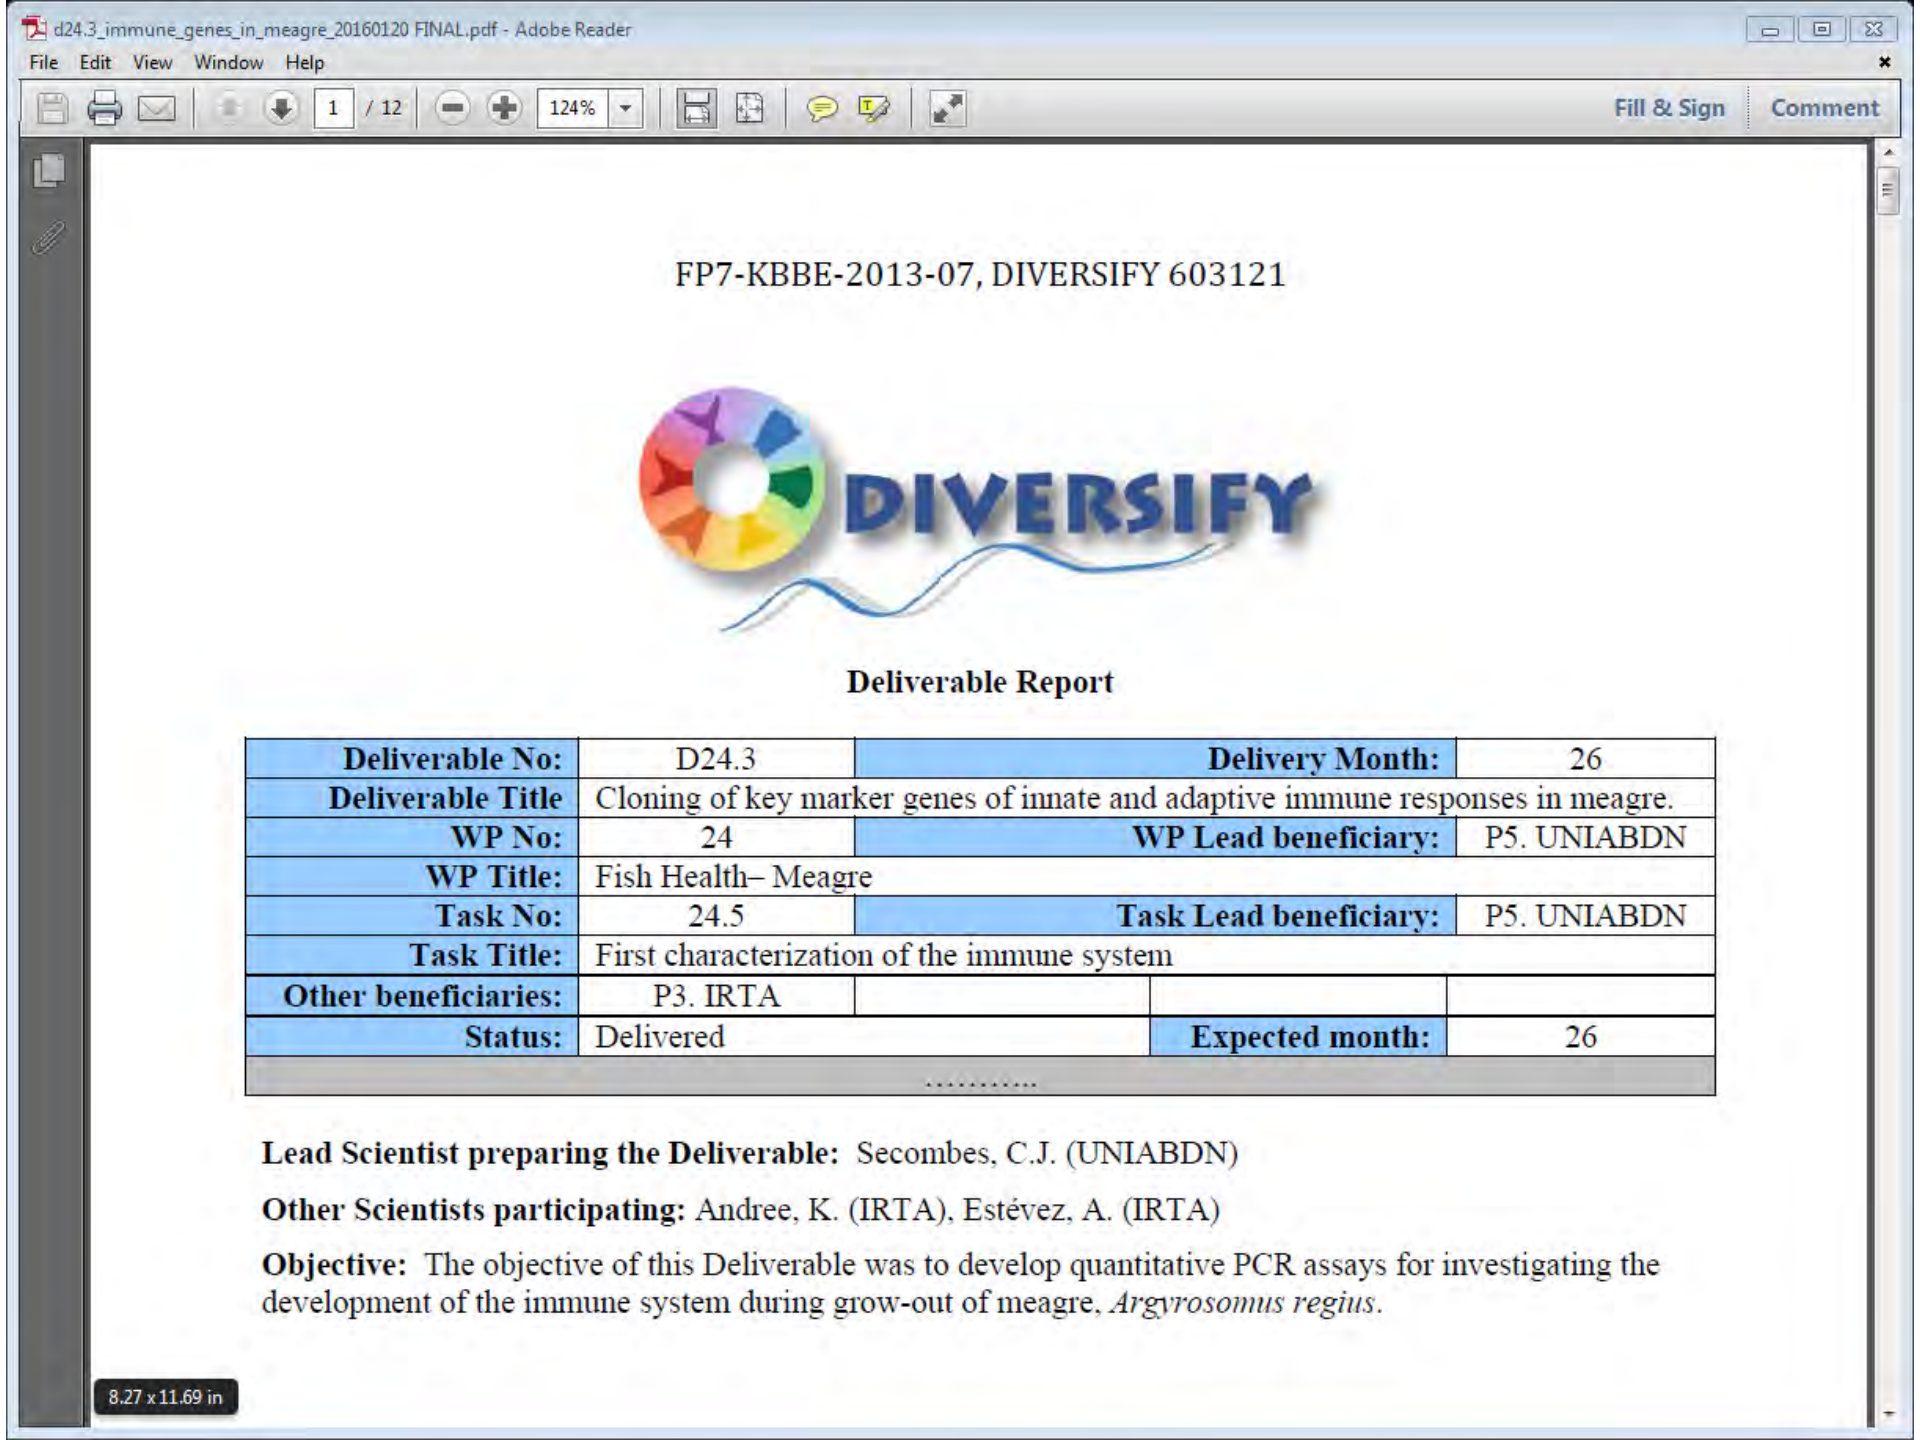 d24.3_immune_genes_in_meagre_20160120 FINAL.pdf - Adobe Reader
File Edit View Window Help
1 / 12 124% Fill & Sign Comment
FP7-KBBE-2013-07, DIVERSIFY 603121
DIVERSIFY
Deliverable Report
Deliverable No: D24.3 Delivery Month: 26
Deliverable Title Cloning of key marker genes of innate and adaptive immune responses in meagre.
WP No: 24 WP Lead beneficiary: P5. UNIABDN
WP Title: Fish Health– Meagre
Task No: 24.5 Task Lead beneficiary: P5. UNIABDN
Task Title: First characterization of the immune system
Other beneficiaries: P3. IRTA
Status: Delivered Expected month: 26
...........
Lead Scientist preparing the Deliverable: Secombes, C.J. (UNIABDN)
Other Scientists participating: Andree, K. (IRTA), Estévez, A. (IRTA)
Objective: The objective of this Deliverable was to develop quantitative PCR assays for investigating the
development of the immune system during grow-out of meagre, Argyrosomus regius.
8.27 x 11.69 in